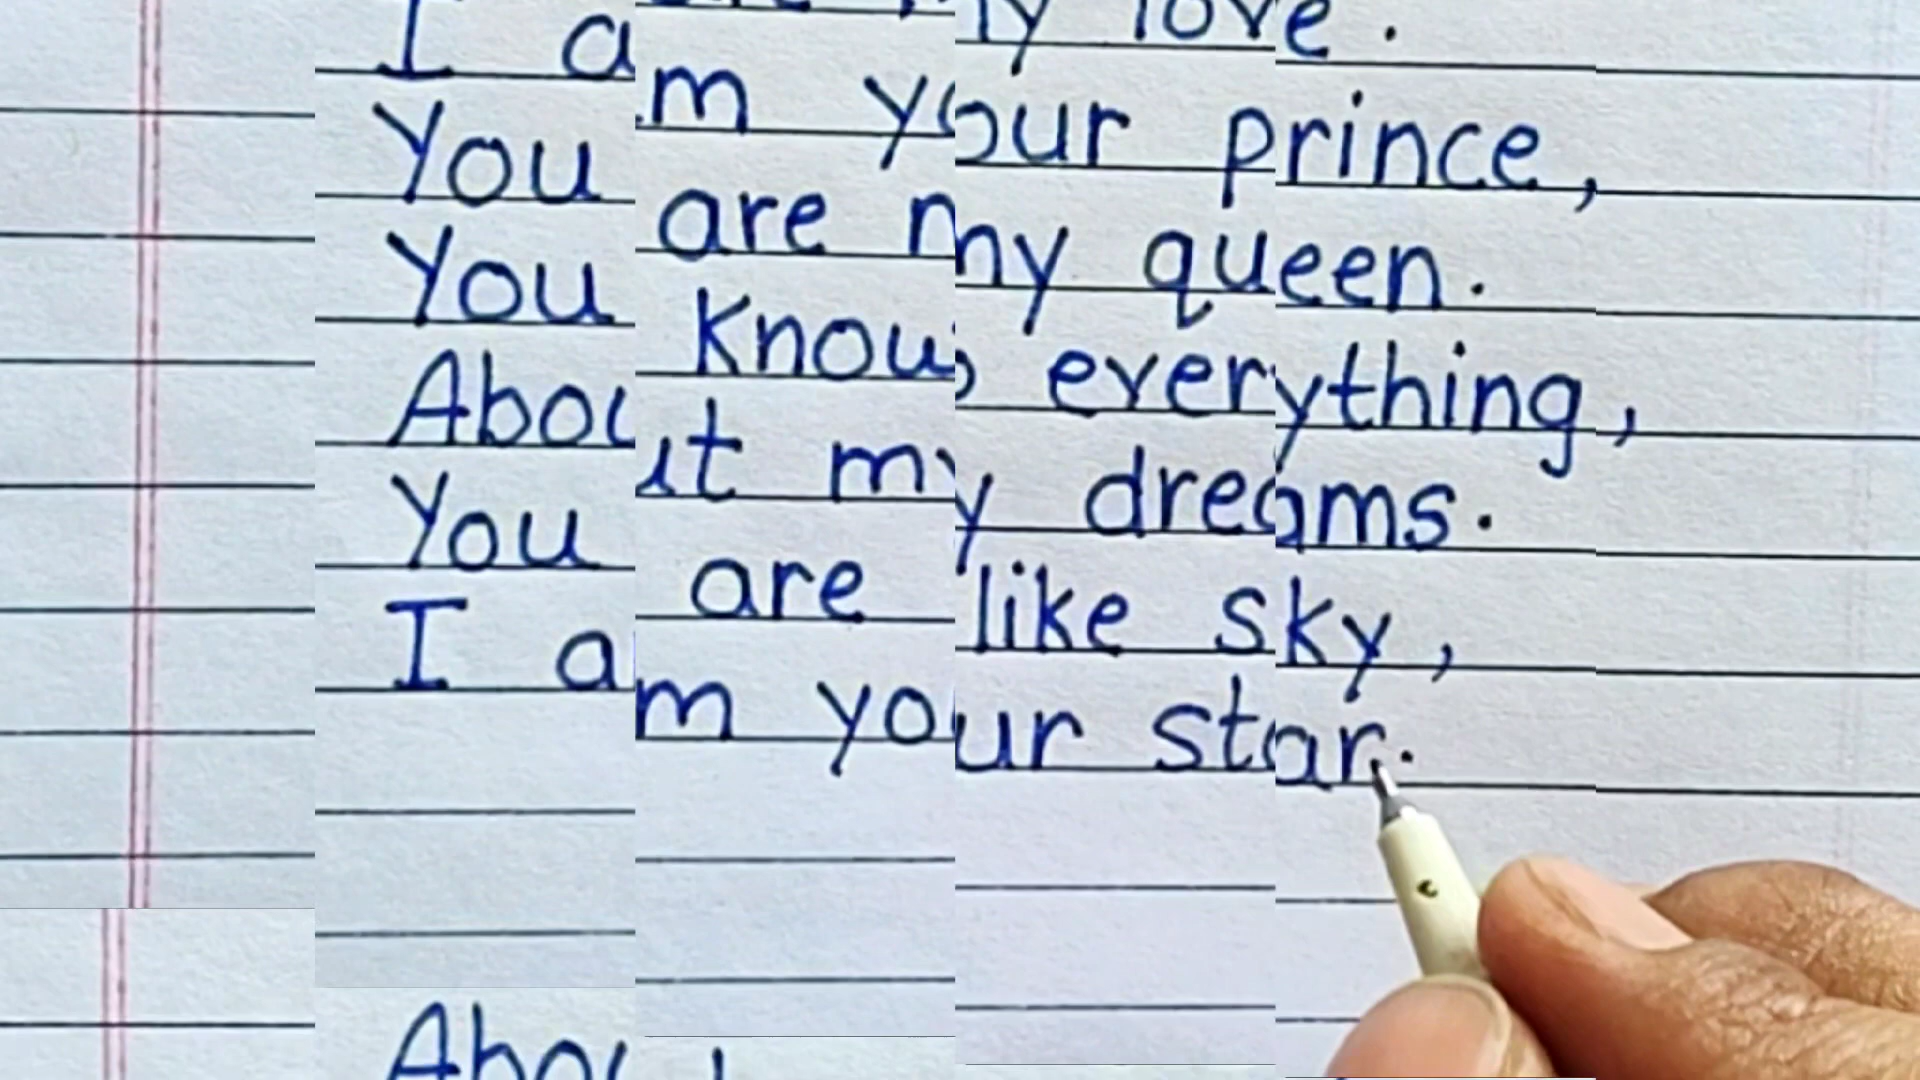 my love.
I am your prince,
You are my queen.
You know everything,
About my dreams.
You are like sky,
I am your star.